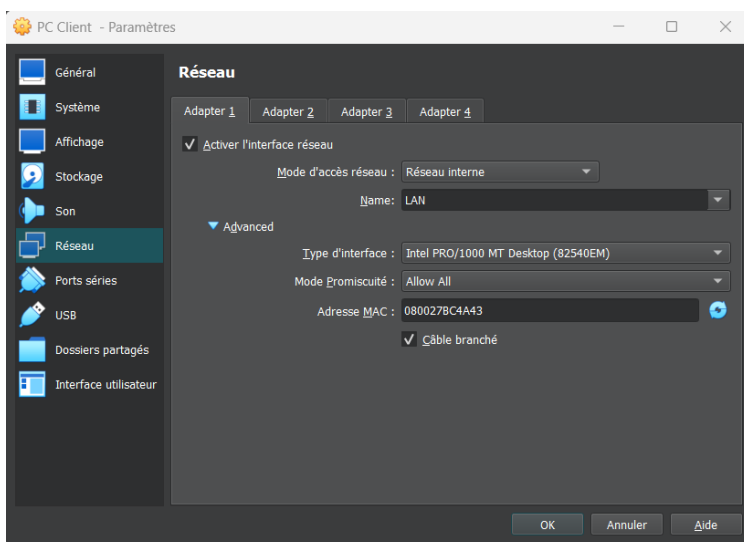 PC Client - Paramètres
Général
Système
Affichage
Stockage
Son
Réseau
Ports séries
USB
Dossiers partagés
Interface utilisateur
Réseau
Adapter 1 Adapter 2 Adapter 3 Adapter 4
Activer l'interface réseau
Mode d'accès réseau : Réseau interne
Name: LAN
Advanced
Type d'interface : Intel PRO/1000 MT Desktop (82540EM)
Mode Promiscuité : Allow All
Adresse MAC : 080027BC4A43
Câble branché
OK Annuler Aide